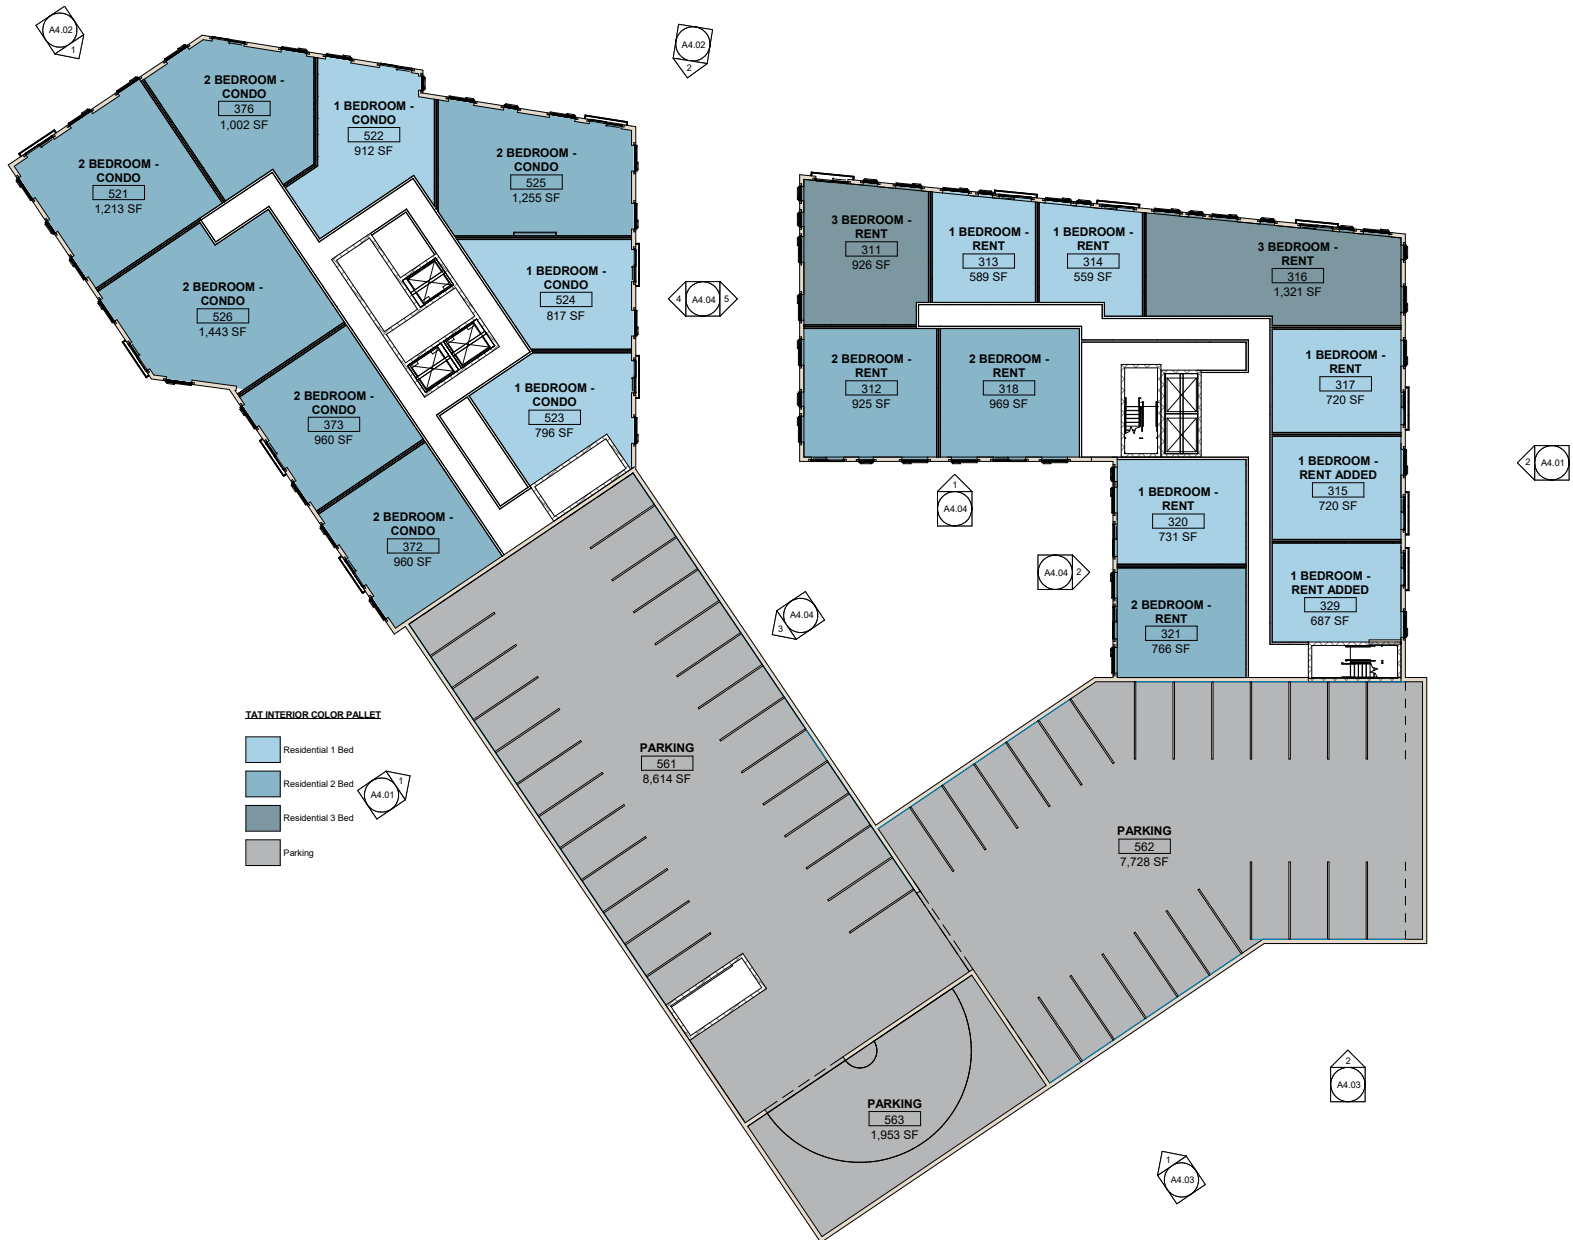 A4.02
1
A4.02
2
2 BEDROOM -
CONDO
376
1,002 SF
1 BEDROOM -
CONDO
522
912 SF
2 BEDROOM -
CONDO
521
1,213 SF
2 BEDROOM -
CONDO
525
1,255 SF
2 BEDROOM -
CONDO
526
1,443 SF
1 BEDROOM -
CONDO
524
817 SF
4
A4.04
5
2 BEDROOM -
CONDO
373
960 SF
1 BEDROOM -
CONDO
523
796 SF
2 BEDROOM -
CONDO
372
960 SF
3 BEDROOM -
RENT
311
926 SF
1 BEDROOM -
RENT
313
589 SF
1 BEDROOM -
RENT
314
559 SF
3 BEDROOM -
RENT
316
1,321 SF
2 BEDROOM -
RENT
312
925 SF
2 BEDROOM -
RENT
318
969 SF
1 BEDROOM -
RENT
317
720 SF
1 BEDROOM -
RENT ADDED
315
720 SF
2
A4.01
1
A4.04
1 BEDROOM -
RENT
320
731 SF
A4.04
2
1 BEDROOM -
RENT ADDED
329
687 SF
2 BEDROOM -
RENT
321
766 SF
A4.04
3
TAT INTERIOR COLOR PALLET
Residential 1 Bed
Residential 2 Bed
Residential 3 Bed
Parking
1
A4.01
PARKING
561
8,614 SF
PARKING
562
7,728 SF
PARKING
563
1,953 SF
2
A4.03
1
A4.03